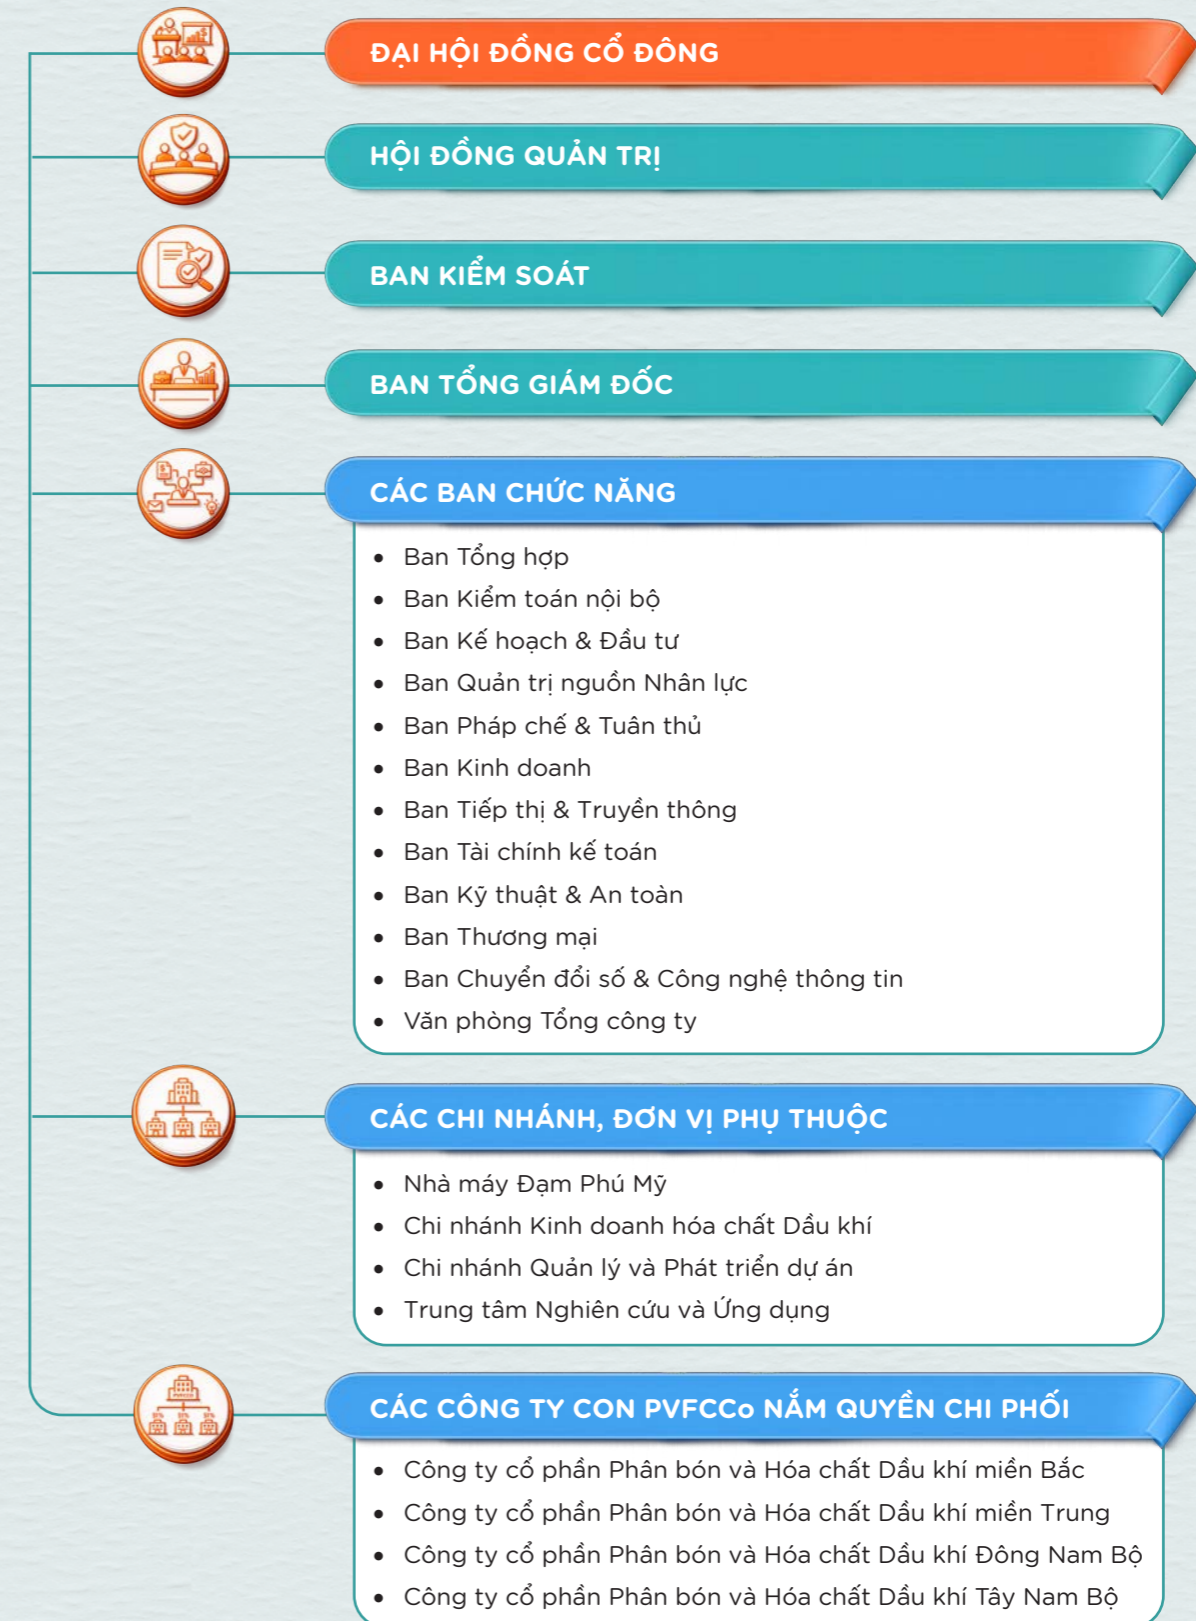 ĐẠI HỘI ĐỒNG CỔ ĐÔNG
HỘI ĐỒNG QUẢN TRỊ
BAN KIỂM SOÁT
BAN TỔNG GIÁM ĐỐC
CÁC BAN CHỨC NĂNG
• Ban Tổng hợp
• Ban Kiểm toán nội bộ
• Ban Kế hoạch & Đầu tư
• Ban Quản trị nguồn Nhân lực
• Ban Pháp chế & Tuân thủ
• Ban Kinh doanh
• Ban Tiếp thị & Truyền thông
• Ban Tài chính kế toán
• Ban Kỹ thuật & An toàn
• Ban Thương mại
• Ban Chuyển đổi số & Công nghệ thông tin
• Văn phòng Tổng công ty
CÁC CHI NHÁNH, ĐƠN VỊ PHỤ THUỘC
• Nhà máy Đạm Phú Mỹ
• Chi nhánh Kinh doanh hóa chất Dầu khí
• Chi nhánh Quản lý và Phát triển dự án
• Trung tâm Nghiên cứu và Ứng dụng
PVFCCO
CÁC CÔNG TY CON PVFCCo NẮM QUYỀN CHI PHỐI
• Công ty cổ phần Phân bón và Hóa chất Dầu khí miền Bắc
• Công ty cổ phần Phân bón và Hóa chất Dầu khí miền Trung
• Công ty cổ phần Phân bón và Hóa chất Dầu khí Đông Nam Bộ
• Công ty cổ phần Phân bón và Hóa chất Dầu khí Tây Nam Bộ